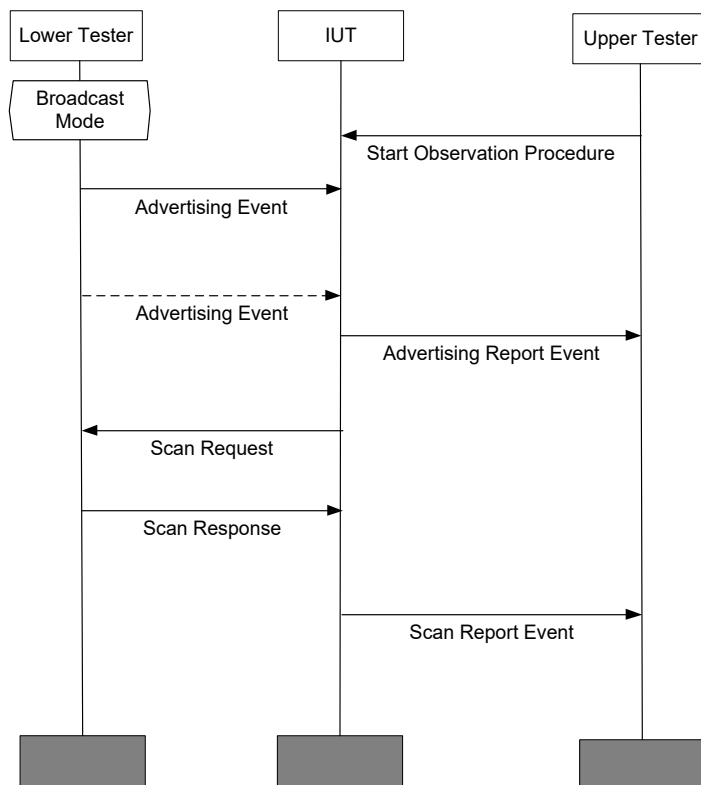 Lower Tester
IUT
Upper Tester
Broadcast
Mode
Start Observation Procedure
Advertising Event
Advertising Event
Advertising Report Event
Scan Request
Scan Response
Scan Report Event